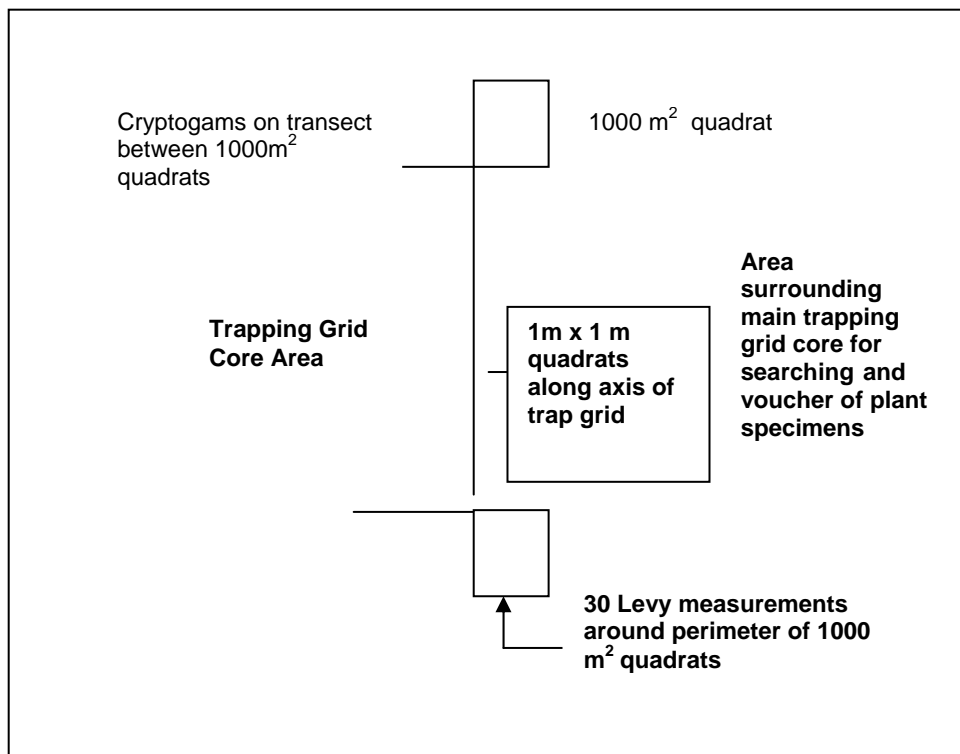 Cryptogams on transect
between 1000m²
quadrats
1000 m² quadrat
Trapping Grid
Core Area
1m x 1 m
quadrats
along axis of
trap grid
Area
surrounding
main trapping
grid core for
searching and
voucher of plant
specimens
30 Levy measurements
around perimeter of 1000
m² quadrats